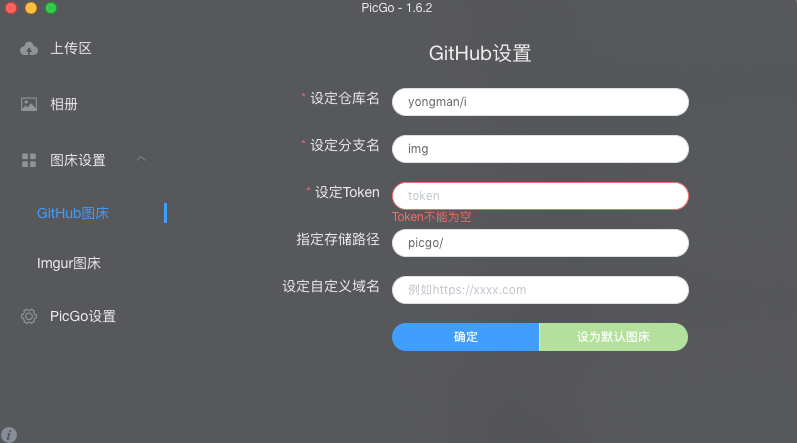 PicGo - 1.6.2
上传区
相册
图床设置
GitHub图床
Imgur图床
PicGo设置
GitHub设置
* 设定仓库名
yongman/i
* 设定分支名
img
* 设定Token
token
Token不能为空
指定存储路径
picgo/
设定自定义域名
例如https://xxxx.com
确定
设为默认图床
i